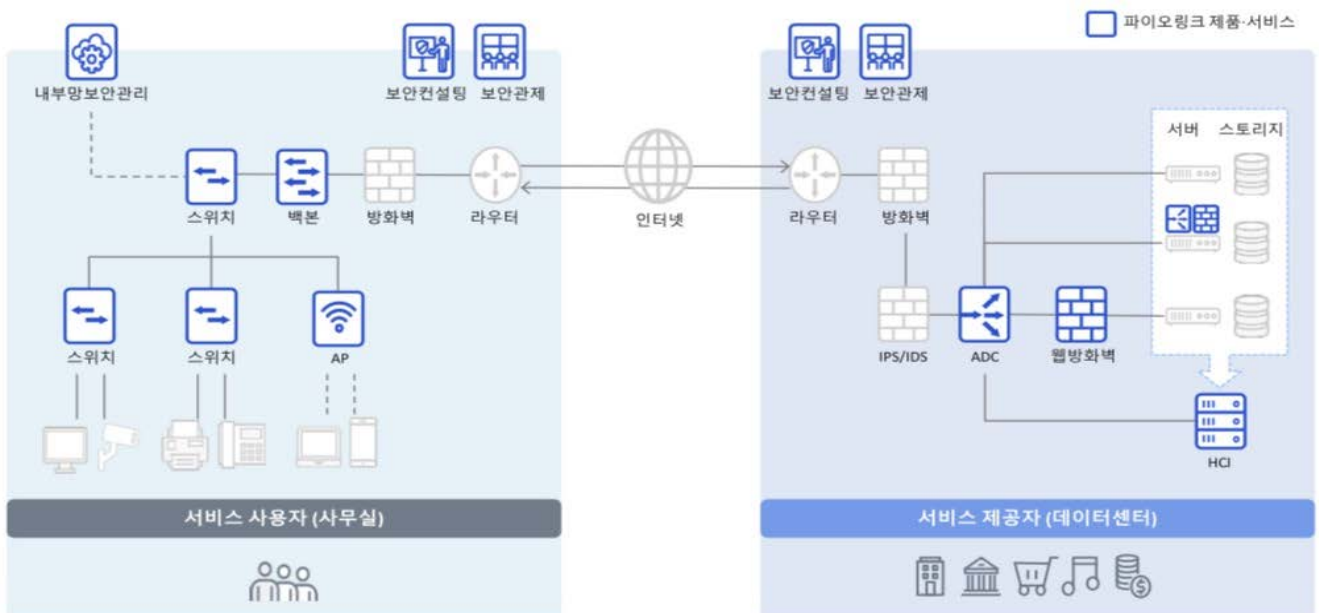 파이오링크 제품·서비스
내부망보안관리
보안컨설팅 보안관제
스위치
백본
방화벽
라우터
스위치
스위치
AP
서비스 사용자 (사무실)
인터넷
보안컨설팅 보안관제
서버 스토리지
라우터
방화벽
IPS/IDS
ADC
웹방화벽
HCI
서비스 제공자 (데이터센터)